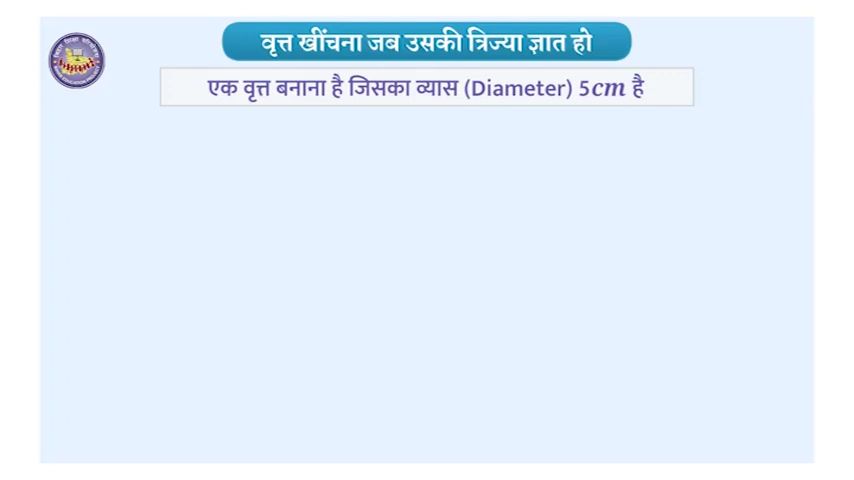 वृत्त खींचना जब उसकी त्रिज्या ज्ञात हो
एक वृत्त बनाना है जिसका व्यास (Diameter) 5cm है